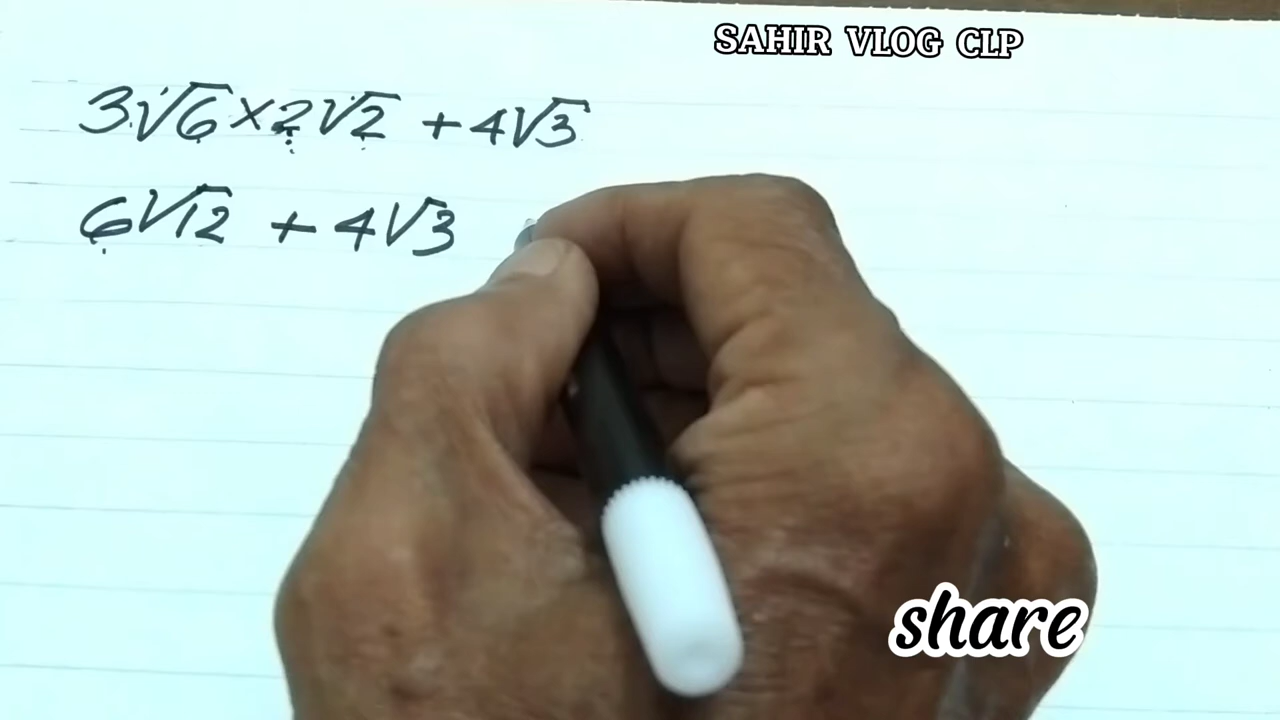 SAHIR VLOG CLP
3√6×2√2 + 4√3
6√12 + 4√3
share